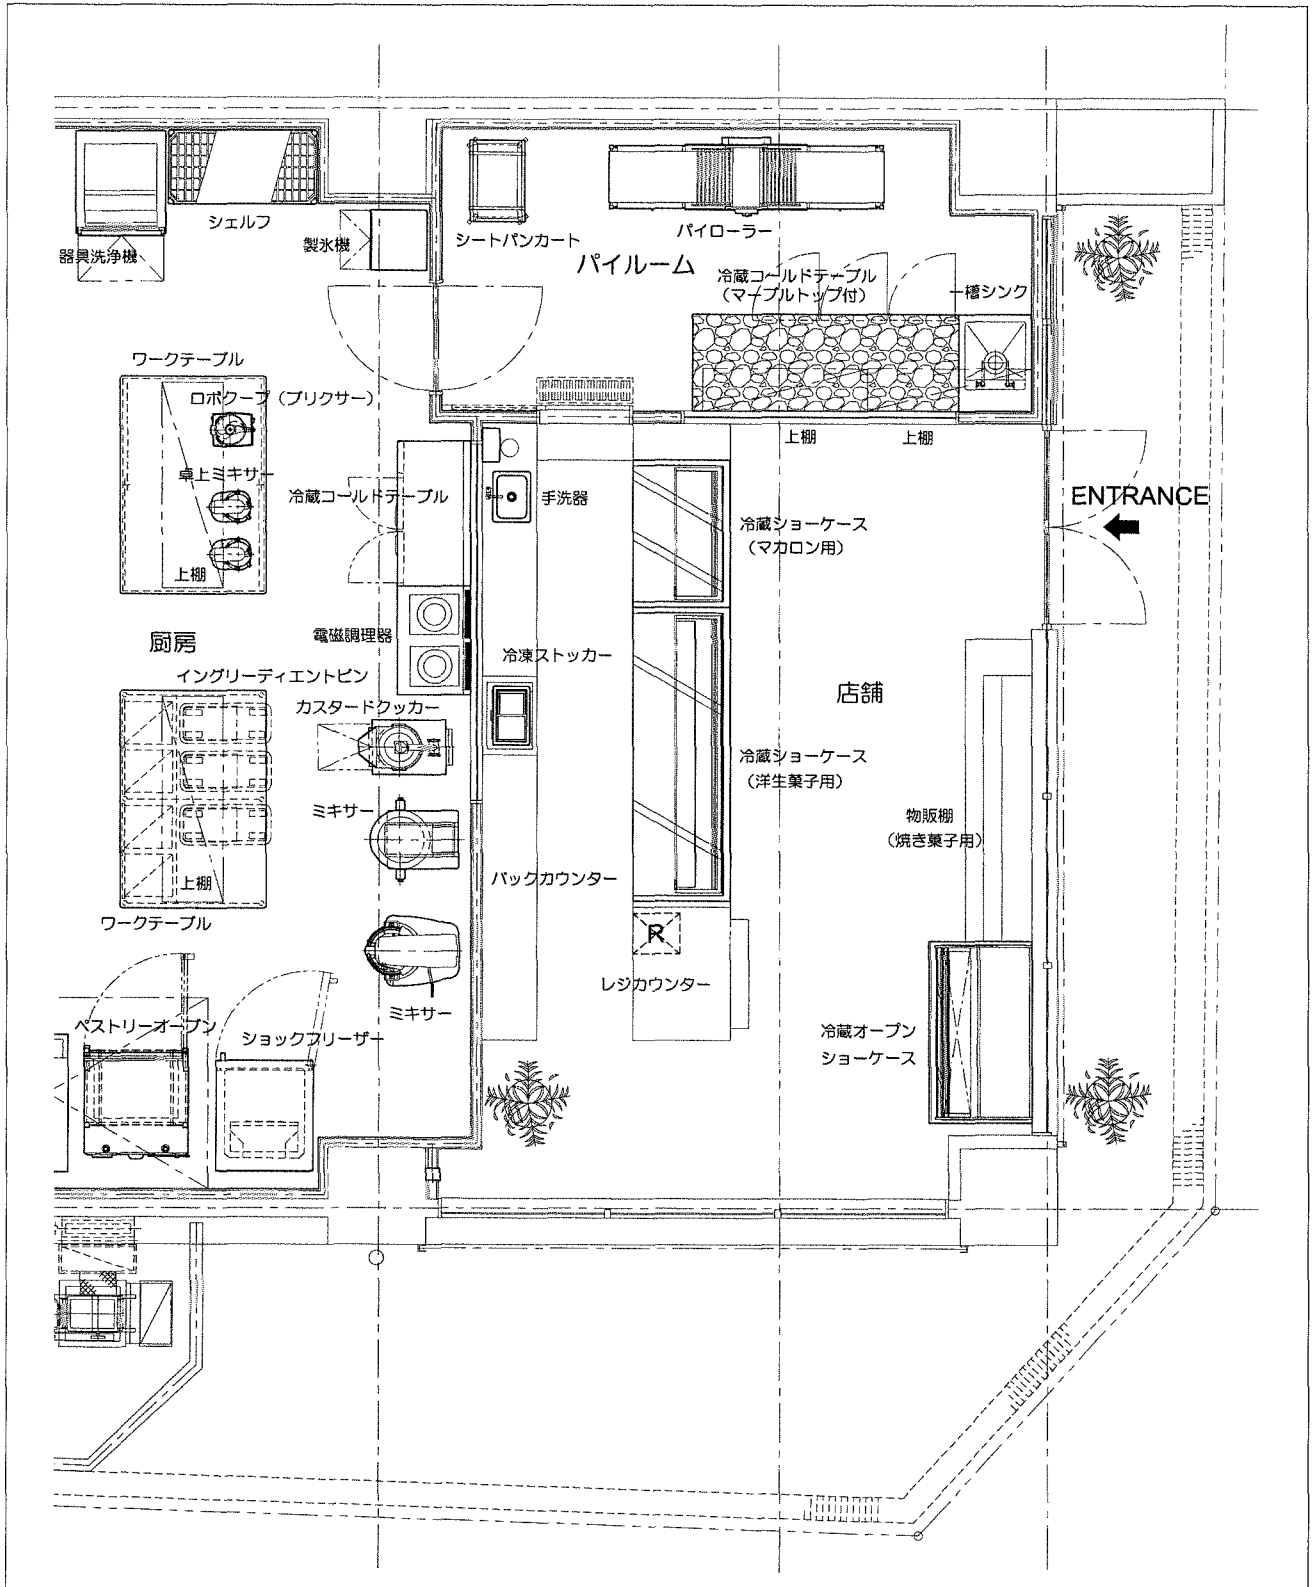 シェルフ
器具洗浄機
製氷機
シートパンカート
パイローラー
パイルーム
冷蔵コールドテーブル
(マーブルトップ付)
一槽シンク
ワークテーブル
ロボクープ(ブリクサー)
卓上ミキサー
上棚
冷蔵コールドテーブル
手洗器
上棚
上棚
ENTRANCE
冷蔵ショーケース
(マカロン用)
厨房
電磁調理器
イングリーディエントビン
カスタードクッカー
冷凍ストッカー
店舗
冷蔵ショーケース
(洋生菓子用)
ミキサー
物販棚
(焼き菓子用)
上棚
ワークテーブル
バックカウンター
R
レジカウンター
ミキサー
ペストリーオーブン
ショックフリーザー
冷蔵オープン
ショーケース